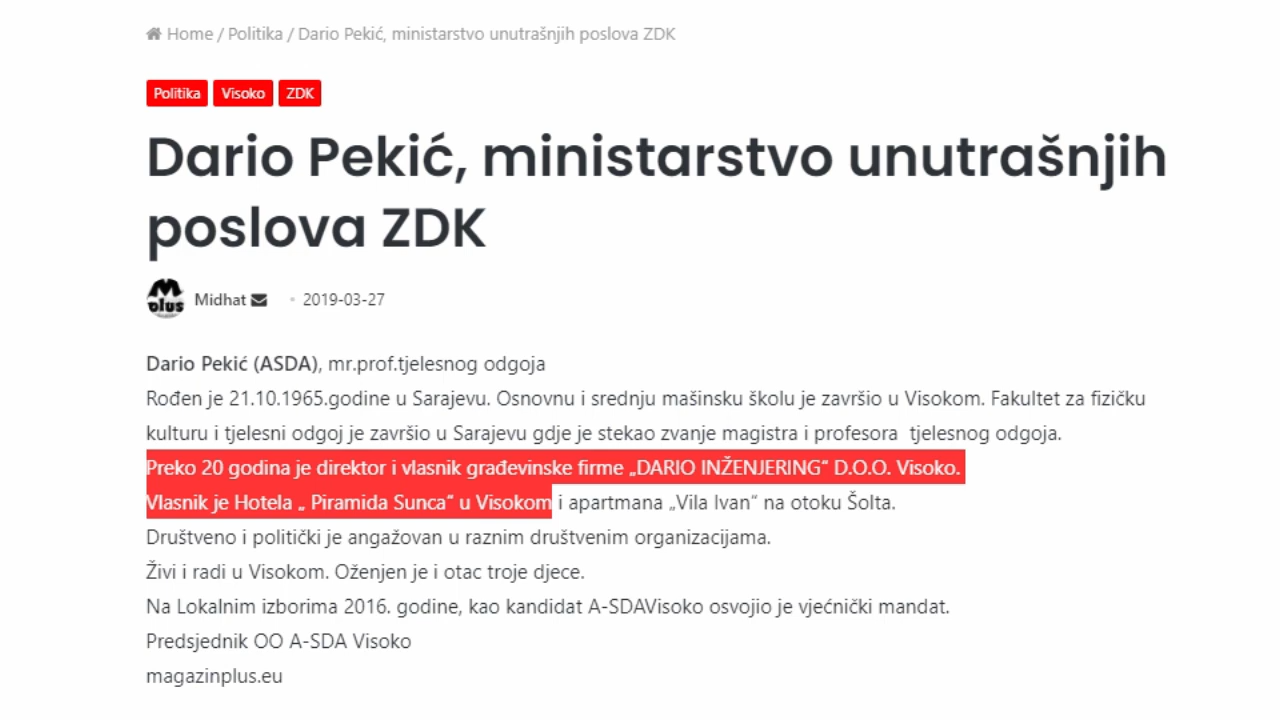 Home / Politika / Dario Pekić, ministarstvo unutrašnjih poslova ZDK
Politika Visoko ZDK
Dario Pekić, ministarstvo unutrašnjih
poslova ZDK
M plus Midhat • 2019-03-27
Dario Pekić (ASDA), mr.prof.tjelesnog odgoja
Rođen je 21.10.1965.godine u Sarajevu. Osnovnu i srednju mašinsku školu je završio u Visokom. Fakultet za fizičku
kulturu i tjelesni odgoj je završio u Sarajevu gdje je stekao zvanje magistra i profesora  tjelesnog odgoja.
Preko 20 godina je direktor i vlasnik građevinske firme „DARIO INŽENJERING“ D.O.O. Visoko.
Vlasnik je Hotela „ Piramida Sunca“ u Visokom i apartmana „Vila Ivan“ na otoku Šolta.
Društveno i politički je angažovan u raznim društvenim organizacijama.
Živi i radi u Visokom. Oženjen je i otac troje djece.
Na Lokalnim izborima 2016. godine, kao kandidat A-SDAVisoko osvojio je vjećnički mandat.
Predsjednik OO A-SDA Visoko
magazinplus.eu